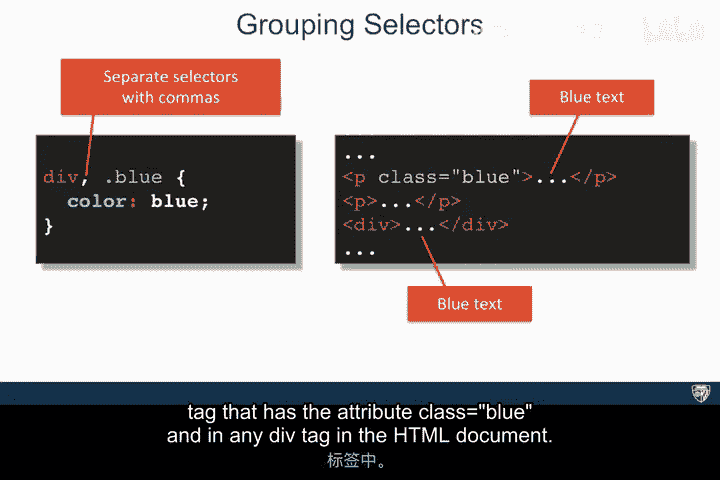 Grouping Selectors
Separate selectors
with commas
Blue text
div, .blue {
color: blue;
}
...
<p class="blue">...</p>
<p>...</p>
<div>...</div>
...
Blue text
tag that has the attribute class="blue"
and in any div tag in the HTML document.
标签中。